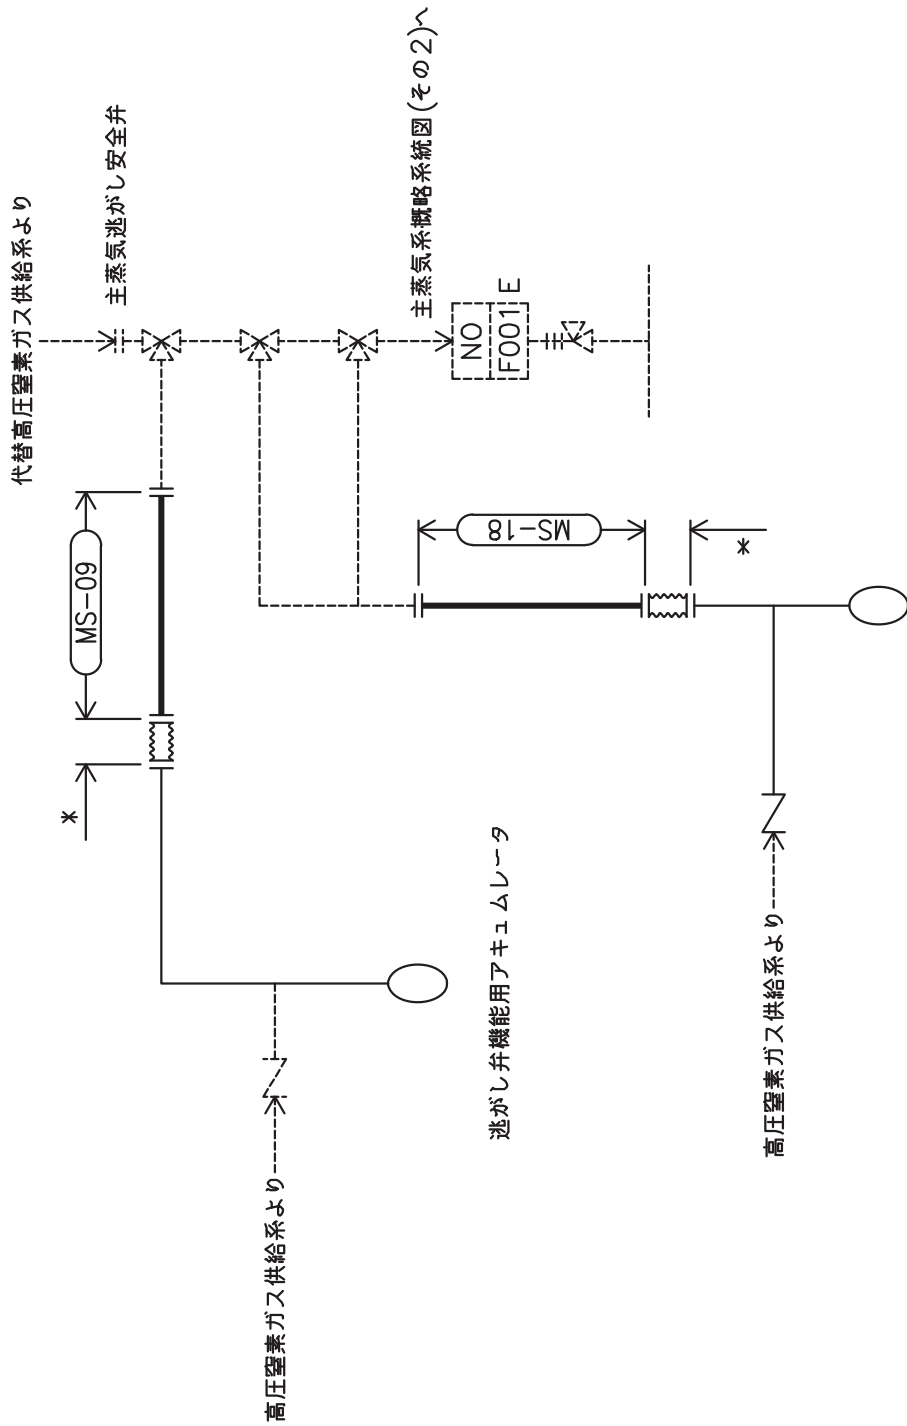 代替高圧窒素ガス供給系より
主蒸気逃がし安全弁
主蒸気系概略系統図(その2)へ
NO
F001
E
MS-09
*
MS-18
*
高圧窒素ガス供給系より
逃がし弁機能用アキュムレータ
高圧窒素ガス供給系より